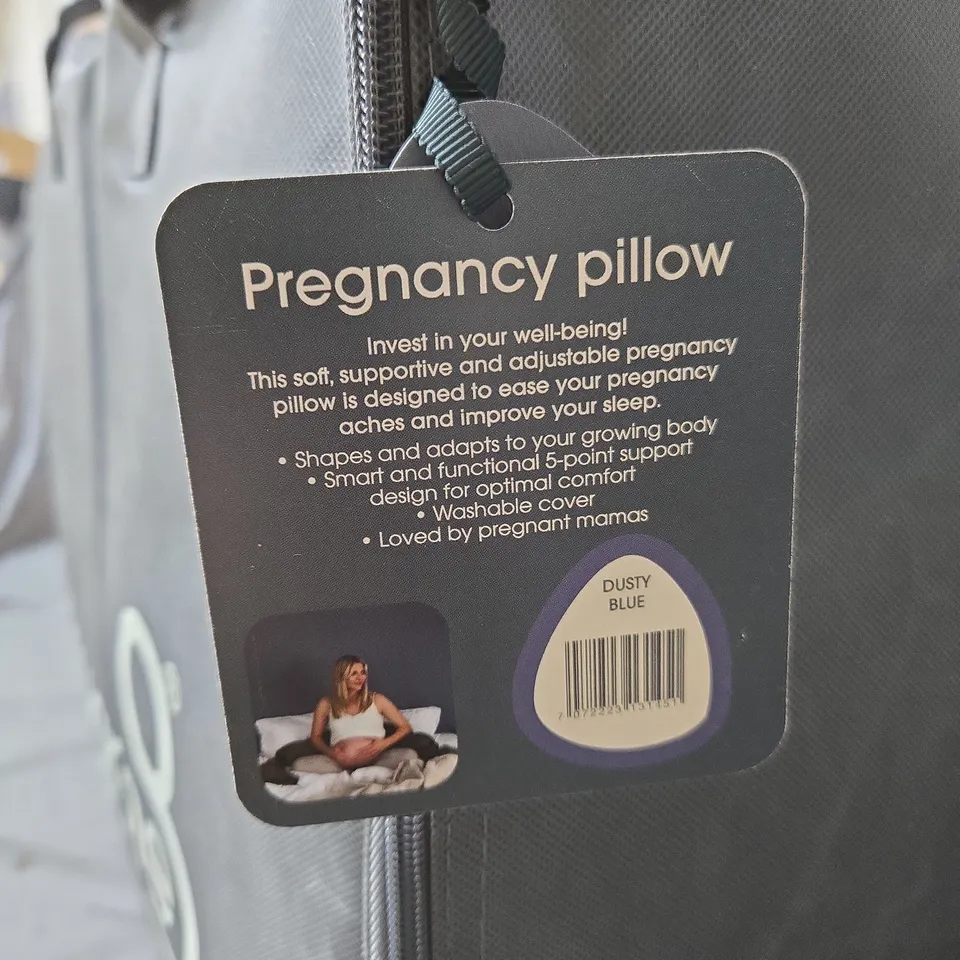 Pregnancy pillow
Invest in your well-being!
This soft, supportive and adjustable pregnancy
pillow is designed to ease your pregnancy
aches and improve your sleep.
• Shapes and adapts to your growing body
• Smart and functional 5-point support
design for optimal comfort
• Washable cover
• Loved by pregnant mamas
DUSTY
BLUE